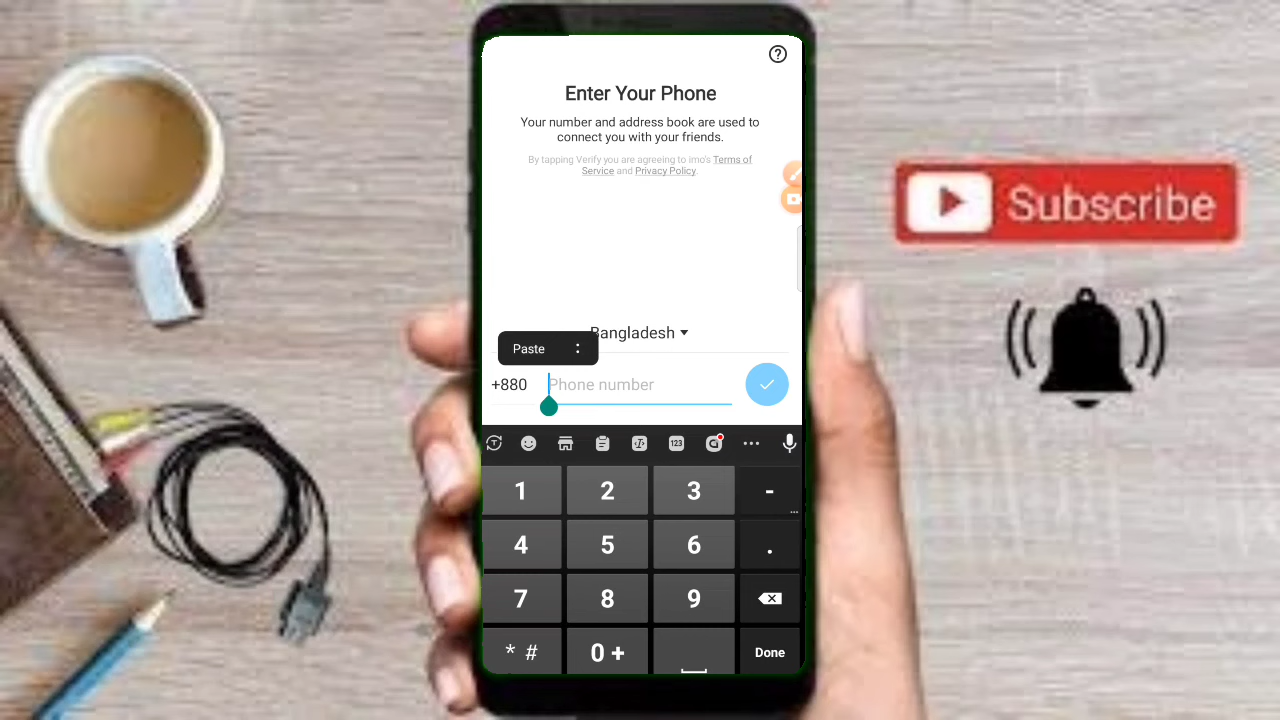 Enter Your Phone
Your number and address book are used to
connect you with your friends.
By tapping Verify you are agreeing to imo's Terms of
Service and Privacy Policy.
Bangladesh
Paste
+880 Phone number
123
1 2 3 -
4 5 6 .
7 8 9
* # 0 + Done
Subscribe